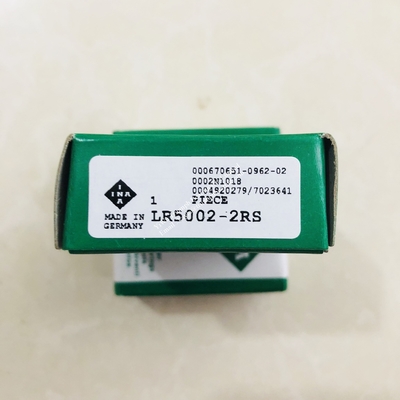 000670651-0962-02
0002N1018
0004920279/7023641
1 PIECE
I
INA
A
MADE IN
GERMANY
LR5002-2RS